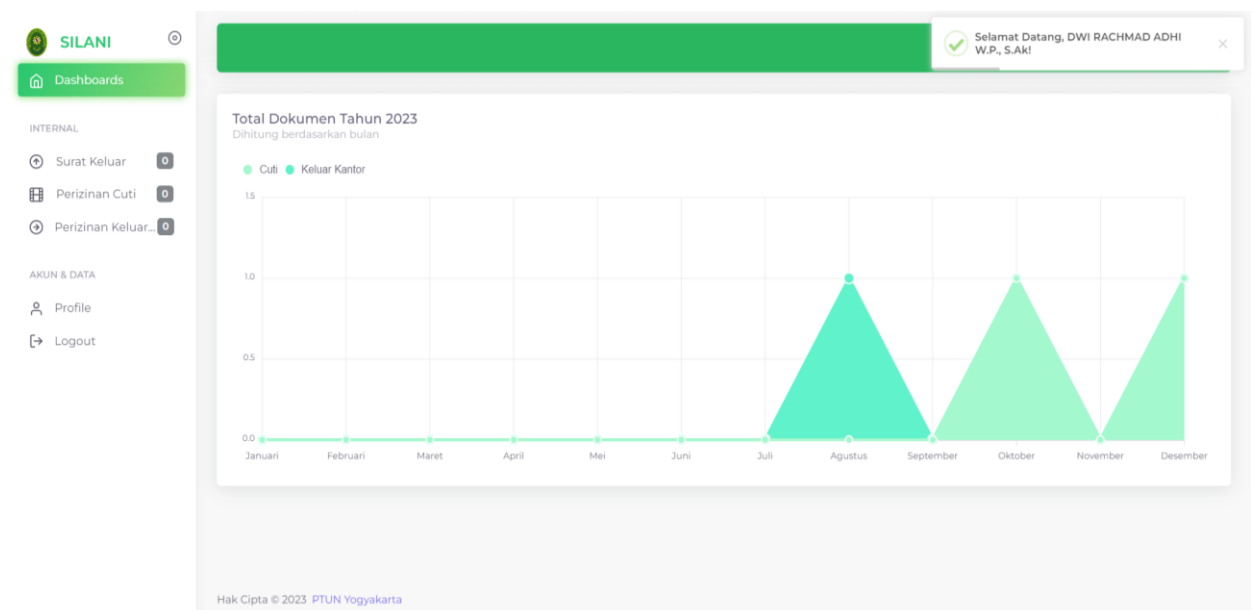 SILANI
Dashboards
INTERNAL
Surat Keluar 0
Perizinan Cuti 0
Perizinan Keluar... 0
AKUN & DATA
Profile
Logout
Selamat Datang, DWI RACHMAD ADHI
W.P., S.Ak!
Total Dokumen Tahun 2023
Dihitung berdasarkan bulan
Cuti Keluar Kantor
1.5
1.0
0.5
0.0
Januari Februari Maret April Mei Juni Juli Agustus September Oktober November Desember
Hak Cipta © 2023 PTUN Yogyakarta